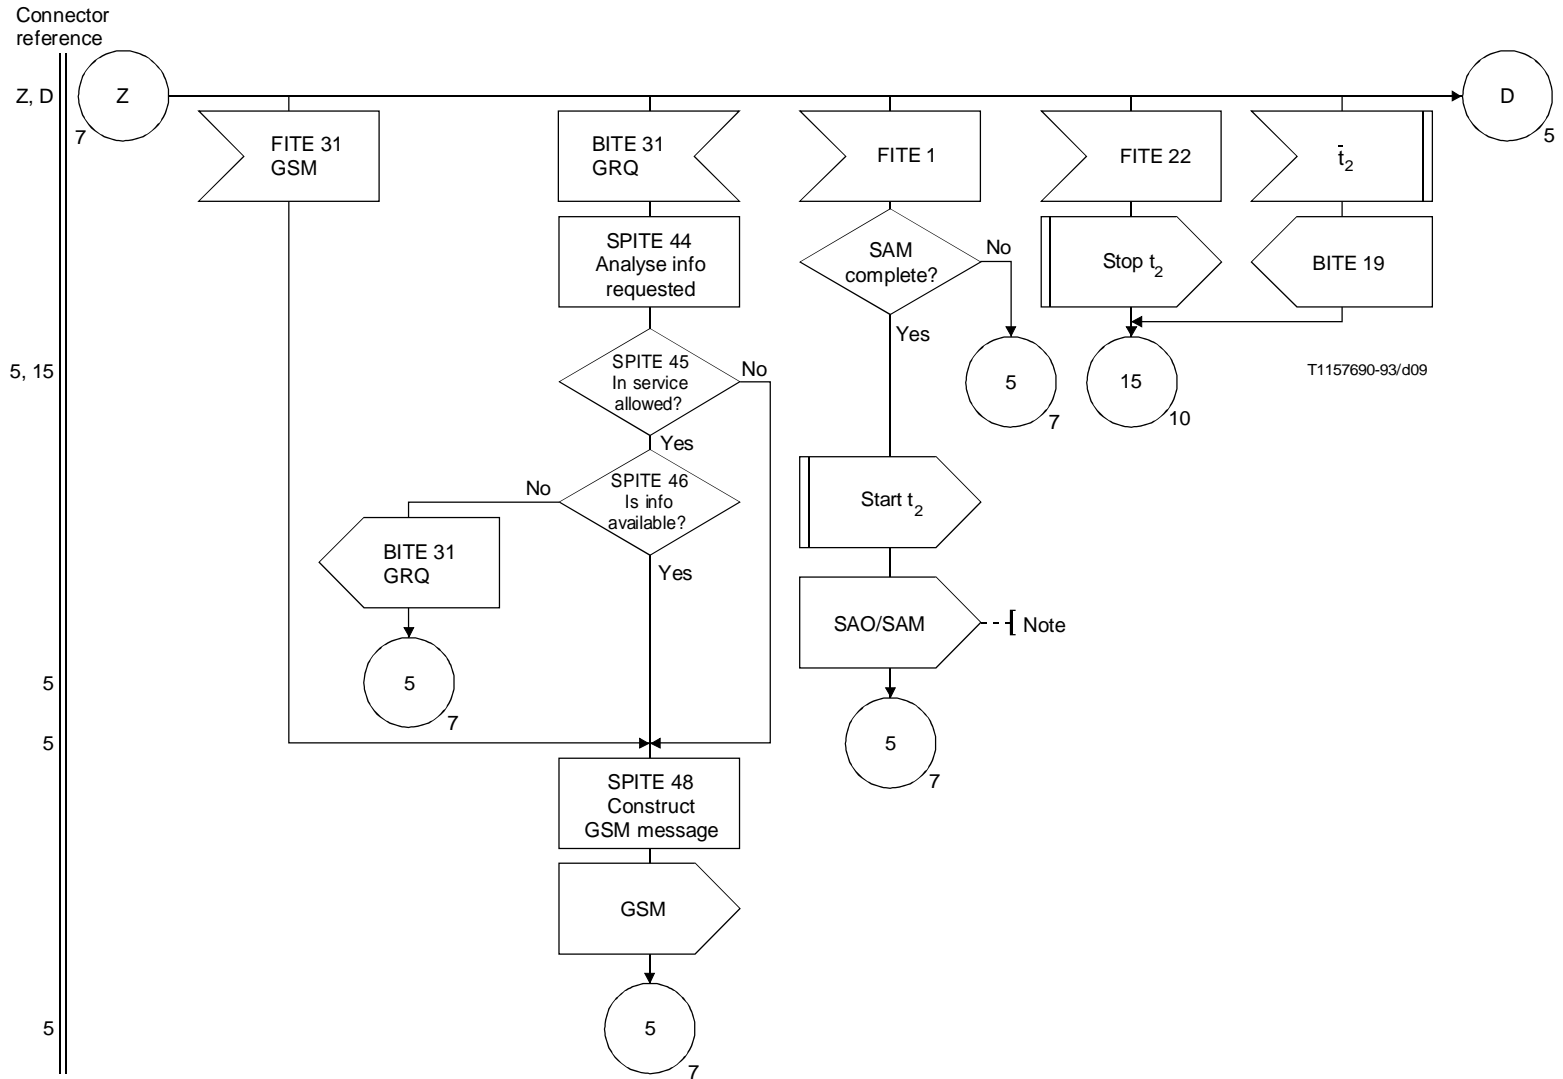 Connector
reference
Z, D
Z
7
D
5
FITE 31
GSM
BITE 31
GRQ
FITE 1
FITE 22
t̄2
SPITE 44
Analyse info
requested
SAM
complete?
No
Yes
Stop t2
BITE 19
5, 15
SPITE 45
In service
allowed?
No
Yes
5
7
15
10
T1157690-93/d09
SPITE 46
Is info
available?
No
Yes
BITE 31
GRQ
Start t2
SAO/SAM
Note
5
5
7
5
5
7
SPITE 48
Construct
GSM message
GSM
5
5
7